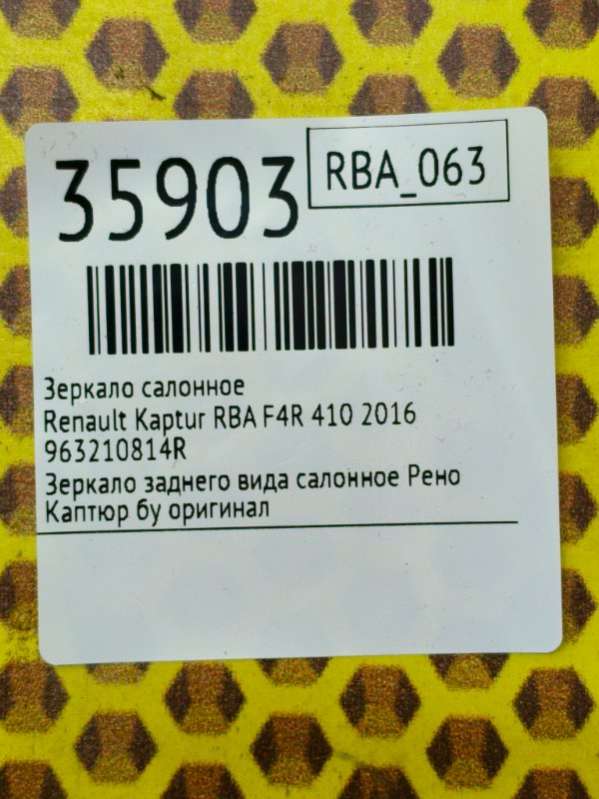 35903
RBA_063
Зеркало салонное
Renault Kaptur RBA F4R 410 2016
963210814R
Зеркало заднего вида салонное Рено
Каптюр бу оригинал